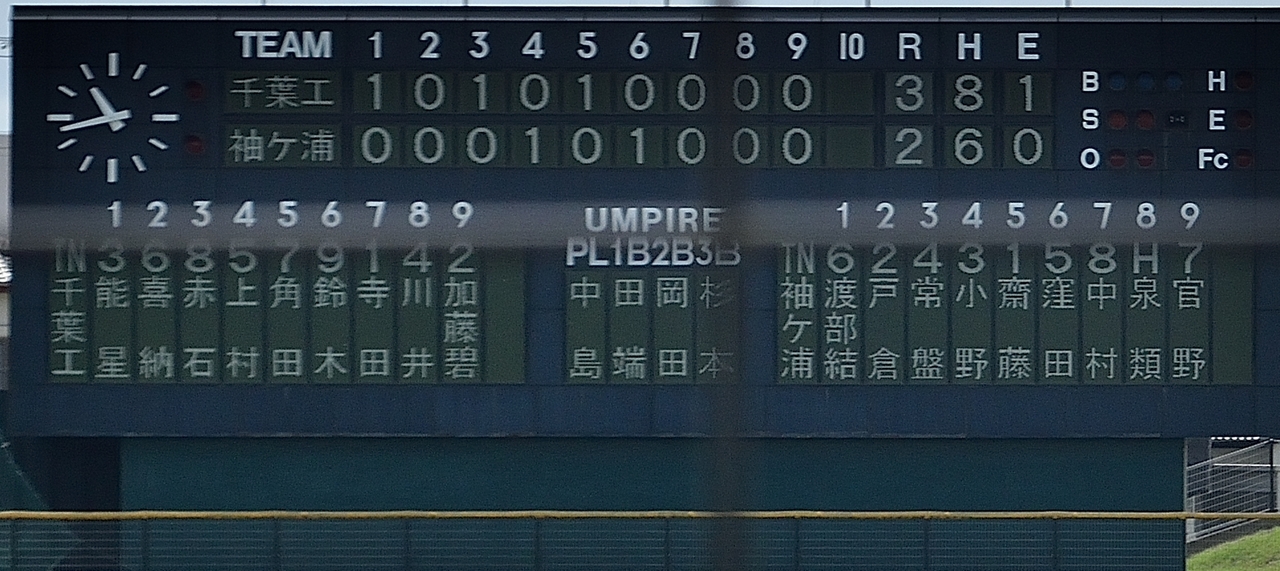 TEAM 1 2 3 4 5 6 7 8 9 10 R H E
千葉工 1 0 1 0 1 0 0 0 0 3 8 1 B H
袖ケ浦 0 0 0 1 0 1 0 0 0 2 6 0 S E
O Fc
1 2 3 4 5 6 7 8 9 UMPIRE 1 2 3 4 5 6 7 8 9
IN 3 6 8 5 7 9 1 4 2 PL 1B 2B 3B IN 6 2 4 3 1 5 8 H 7
千葉工 能星 喜納 赤石 上村 角田 鈴木 寺田 川井 加藤碧 中島 田端 岡田 杉本 袖ケ浦 渡部結 戸倉 常盤 小野 齋藤 窪田 中村 泉類 官野